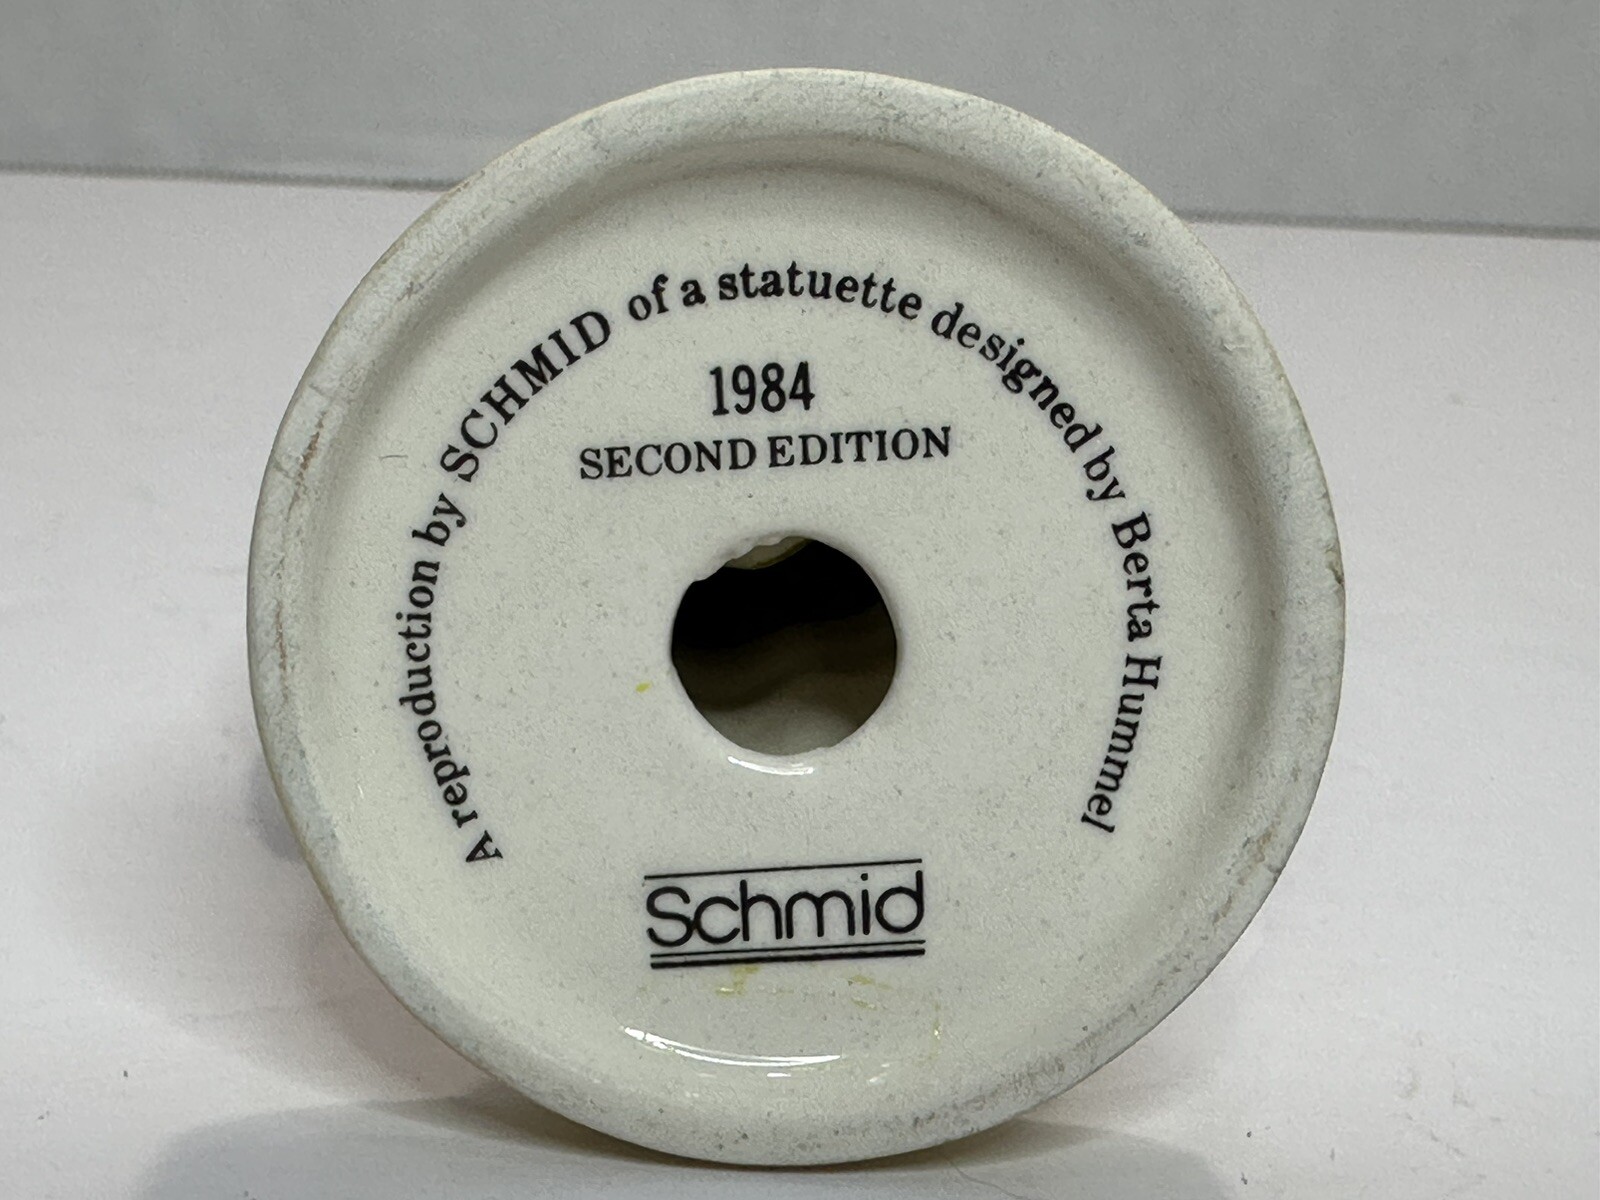 A reproduction by SCHMID of a statuette designed by Berta Hummel
1984
SECOND EDITION
Schmid